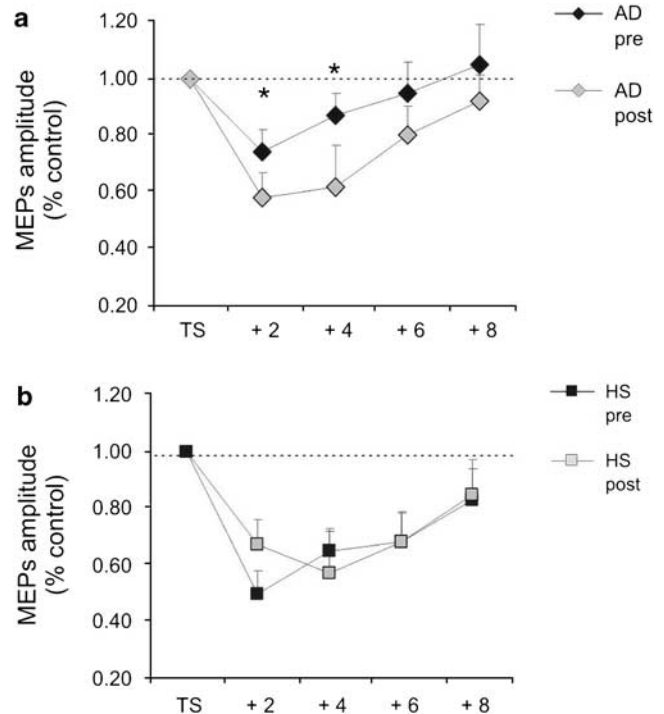 a
1.20
1.00
0.80
0.60
0.40
0.20
MEPs amplitude
(% control)
*
*
TS
+ 2
+ 4
+ 6
+ 8
AD
pre
AD
post
b
1.20
1.00
0.80
0.60
0.40
0.20
MEPs amplitude
(% control)
TS
+ 2
+ 4
+ 6
+ 8
HS
pre
HS
post